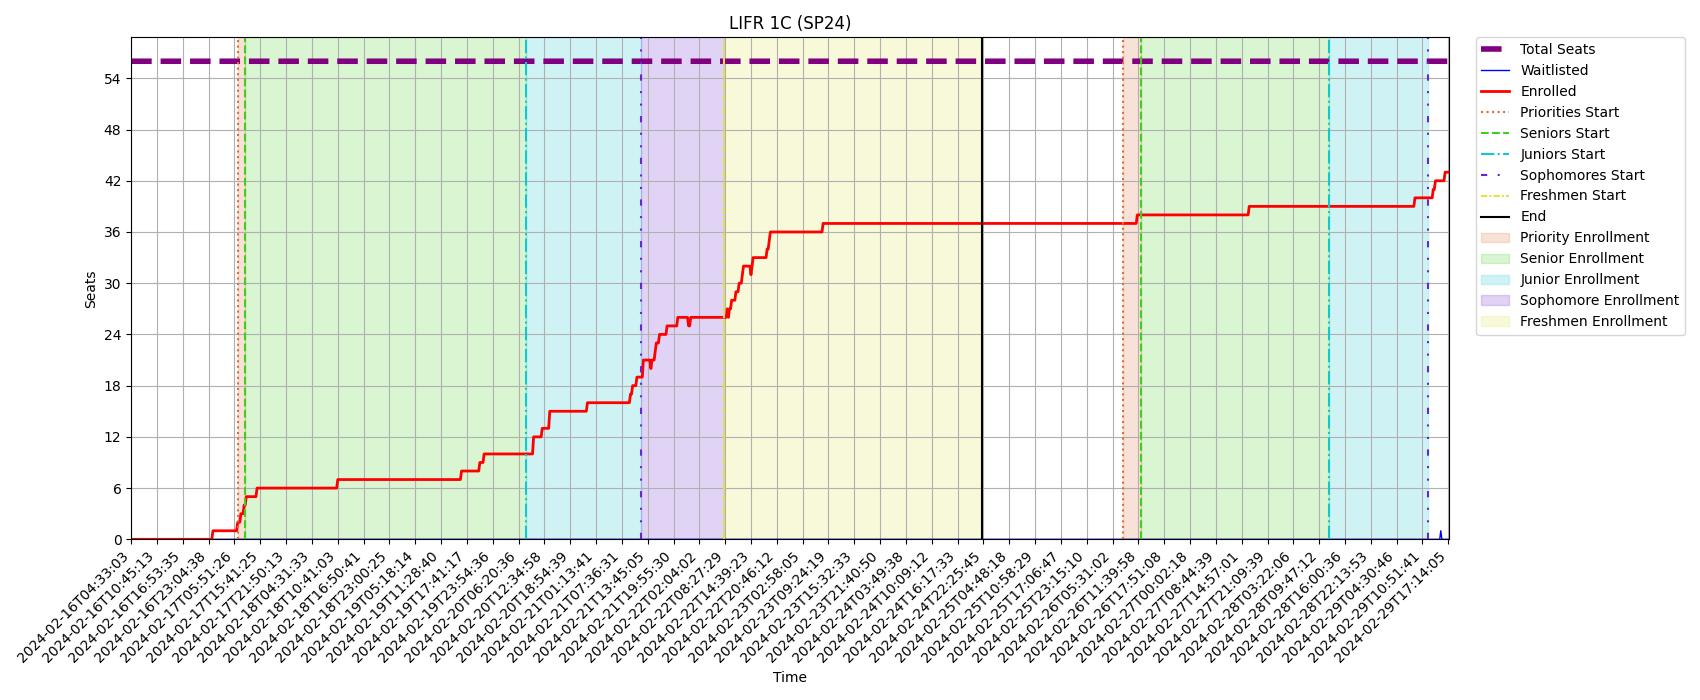 LIFR 1C (SP24)
Seats
54
48
42
36
30
24
18
12
6
0
2024-02-16T04:33:03
2024-02-16T10:45:13
2024-02-16T16:53:35
2024-02-16T23:04:38
2024-02-17T05:51:26
2024-02-17T15:41:25
2024-02-17T21:50:13
2024-02-18T04:31:33
2024-02-18T10:41:03
2024-02-18T16:50:41
2024-02-18T23:00:25
2024-02-19T05:18:14
2024-02-19T11:28:40
2024-02-19T17:41:17
2024-02-19T23:54:36
2024-02-20T06:20:36
2024-02-20T12:34:58
2024-02-20T18:54:39
2024-02-21T01:13:41
2024-02-21T07:36:31
2024-02-21T13:45:05
2024-02-21T19:55:30
2024-02-22T02:04:02
2024-02-22T08:27:29
2024-02-22T14:39:23
2024-02-22T20:46:12
2024-02-23T02:58:05
2024-02-23T09:24:19
2024-02-23T15:32:33
2024-02-23T21:40:50
2024-02-24T03:49:38
2024-02-24T10:09:12
2024-02-24T16:17:33
2024-02-24T22:25:45
2024-02-25T04:48:18
2024-02-25T10:58:29
2024-02-25T17:06:47
2024-02-25T23:15:10
2024-02-26T05:31:02
2024-02-26T11:39:58
2024-02-26T17:51:08
2024-02-27T00:02:18
2024-02-27T08:44:39
2024-02-27T14:57:01
2024-02-27T21:09:39
2024-02-28T03:22:06
2024-02-28T09:47:12
2024-02-28T16:00:36
2024-02-28T22:13:53
2024-02-29T04:30:46
2024-02-29T10:51:41
2024-02-29T17:14:05
Time
Total Seats
Waitlisted
Enrolled
Priorities Start
Seniors Start
Juniors Start
Sophomores Start
Freshmen Start
End
Priority Enrollment
Senior Enrollment
Junior Enrollment
Sophomore Enrollment
Freshmen Enrollment